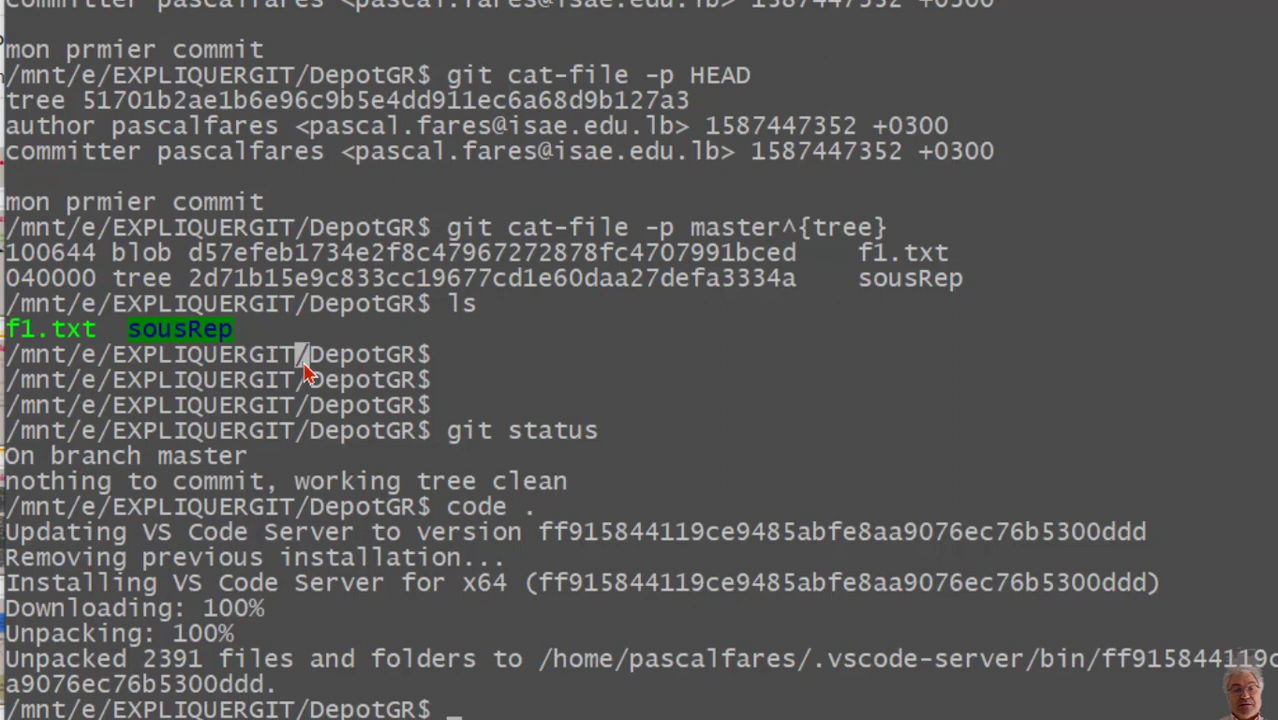 committer pascalfares <pascal.fares@isae.edu.lb> 1587447352 +0300
mon prmier commit
/mnt/e/EXPLIQUERGIT/DepotGR$ git cat-file -p HEAD
tree 51701b2ae1b6e96c9b5e4dd911ec6a68d9b127a3
author pascalfares <pascal.fares@isae.edu.lb> 1587447352 +0300
committer pascalfares <pascal.fares@isae.edu.lb> 1587447352 +0300
mon prmier commit
/mnt/e/EXPLIQUERGIT/DepotGR$ git cat-file -p master^{tree}
100644 blob d57efeb1734e2f8c47967272878fc4707991bced    f1.txt
040000 tree 2d71b15e9c833cc19677cd1e60daa27defa3334a    sousRep
/mnt/e/EXPLIQUERGIT/DepotGR$ ls
f1.txt  sousRep
/mnt/e/EXPLIQUERGIT/DepotGR$
/mnt/e/EXPLIQUERGIT/DepotGR$
/mnt/e/EXPLIQUERGIT/DepotGR$
/mnt/e/EXPLIQUERGIT/DepotGR$ git status
On branch master
nothing to commit, working tree clean
/mnt/e/EXPLIQUERGIT/DepotGR$ code .
Updating VS Code Server to version ff915844119ce9485abfe8aa9076ec76b5300ddd
Removing previous installation...
Installing VS Code Server for x64 (ff915844119ce9485abfe8aa9076ec76b5300ddd)
Downloading: 100%
Unpacking: 100%
Unpacked 2391 files and folders to /home/pascalfares/.vscode-server/bin/ff915844119c
a9076ec76b5300ddd.
/mnt/e/EXPLIQUERGIT/DepotGR$ _